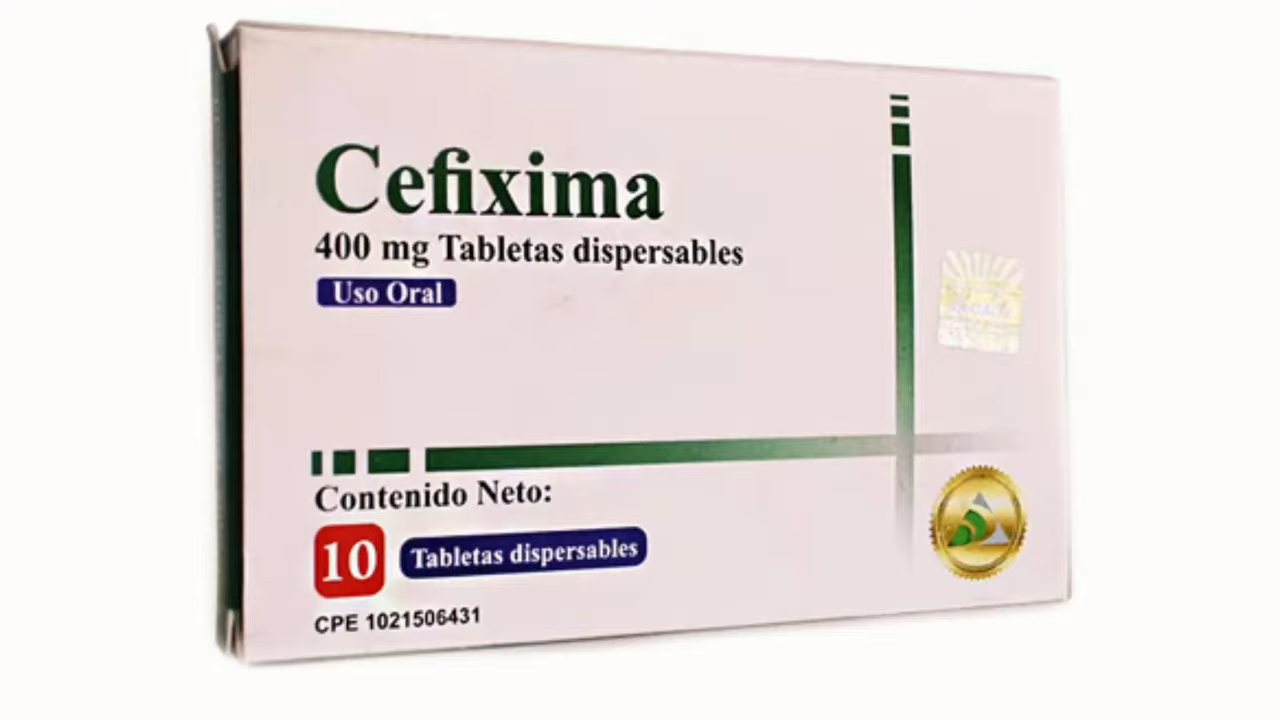 Cefixima
400 mg Tabletas dispersables
Uso Oral
Contenido Neto:
10 Tabletas dispersables
CPE 1021506431